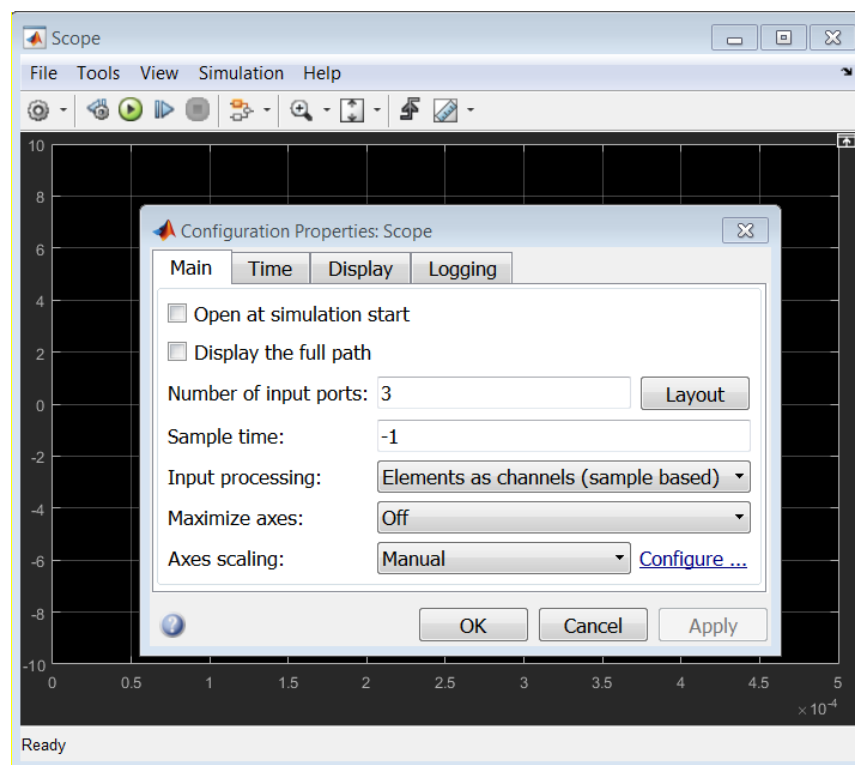 Scope
File Tools View Simulation Help
10
8
6
4
2
0
-2
-4
-6
-8
-10
Configuration Properties: Scope
Main Time Display Logging
Open at simulation start
Display the full path
Number of input ports: 3 Layout
Sample time: -1
Input processing: Elements as channels (sample based)
Maximize axes: Off
Axes scaling: Manual Configure ...
OK Cancel Apply
0 0.5 1 1.5 2 2.5 3 3.5 4 4.5 5
× 10⁻⁴
Ready